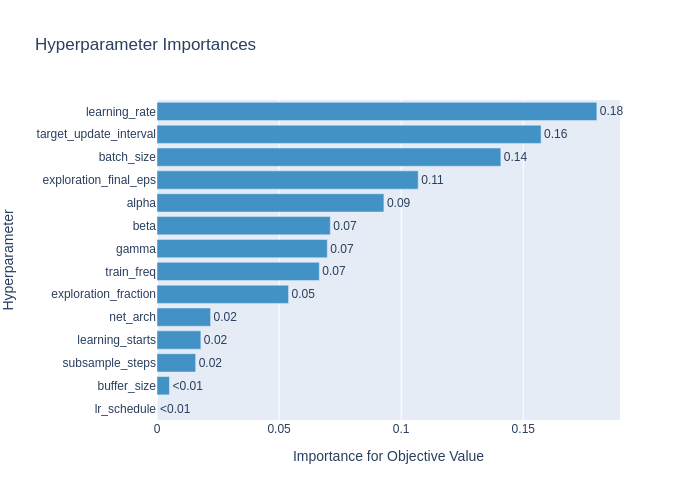 Hyperparameter Importances
Hyperparameter
learning_rate 0.18
target_update_interval 0.16
batch_size 0.14
exploration_final_eps 0.11
alpha 0.09
beta 0.07
gamma 0.07
train_freq 0.07
exploration_fraction 0.05
net_arch 0.02
learning_starts 0.02
subsample_steps 0.02
buffer_size <0.01
lr_schedule <0.01
0 0.05 0.1 0.15
Importance for Objective Value